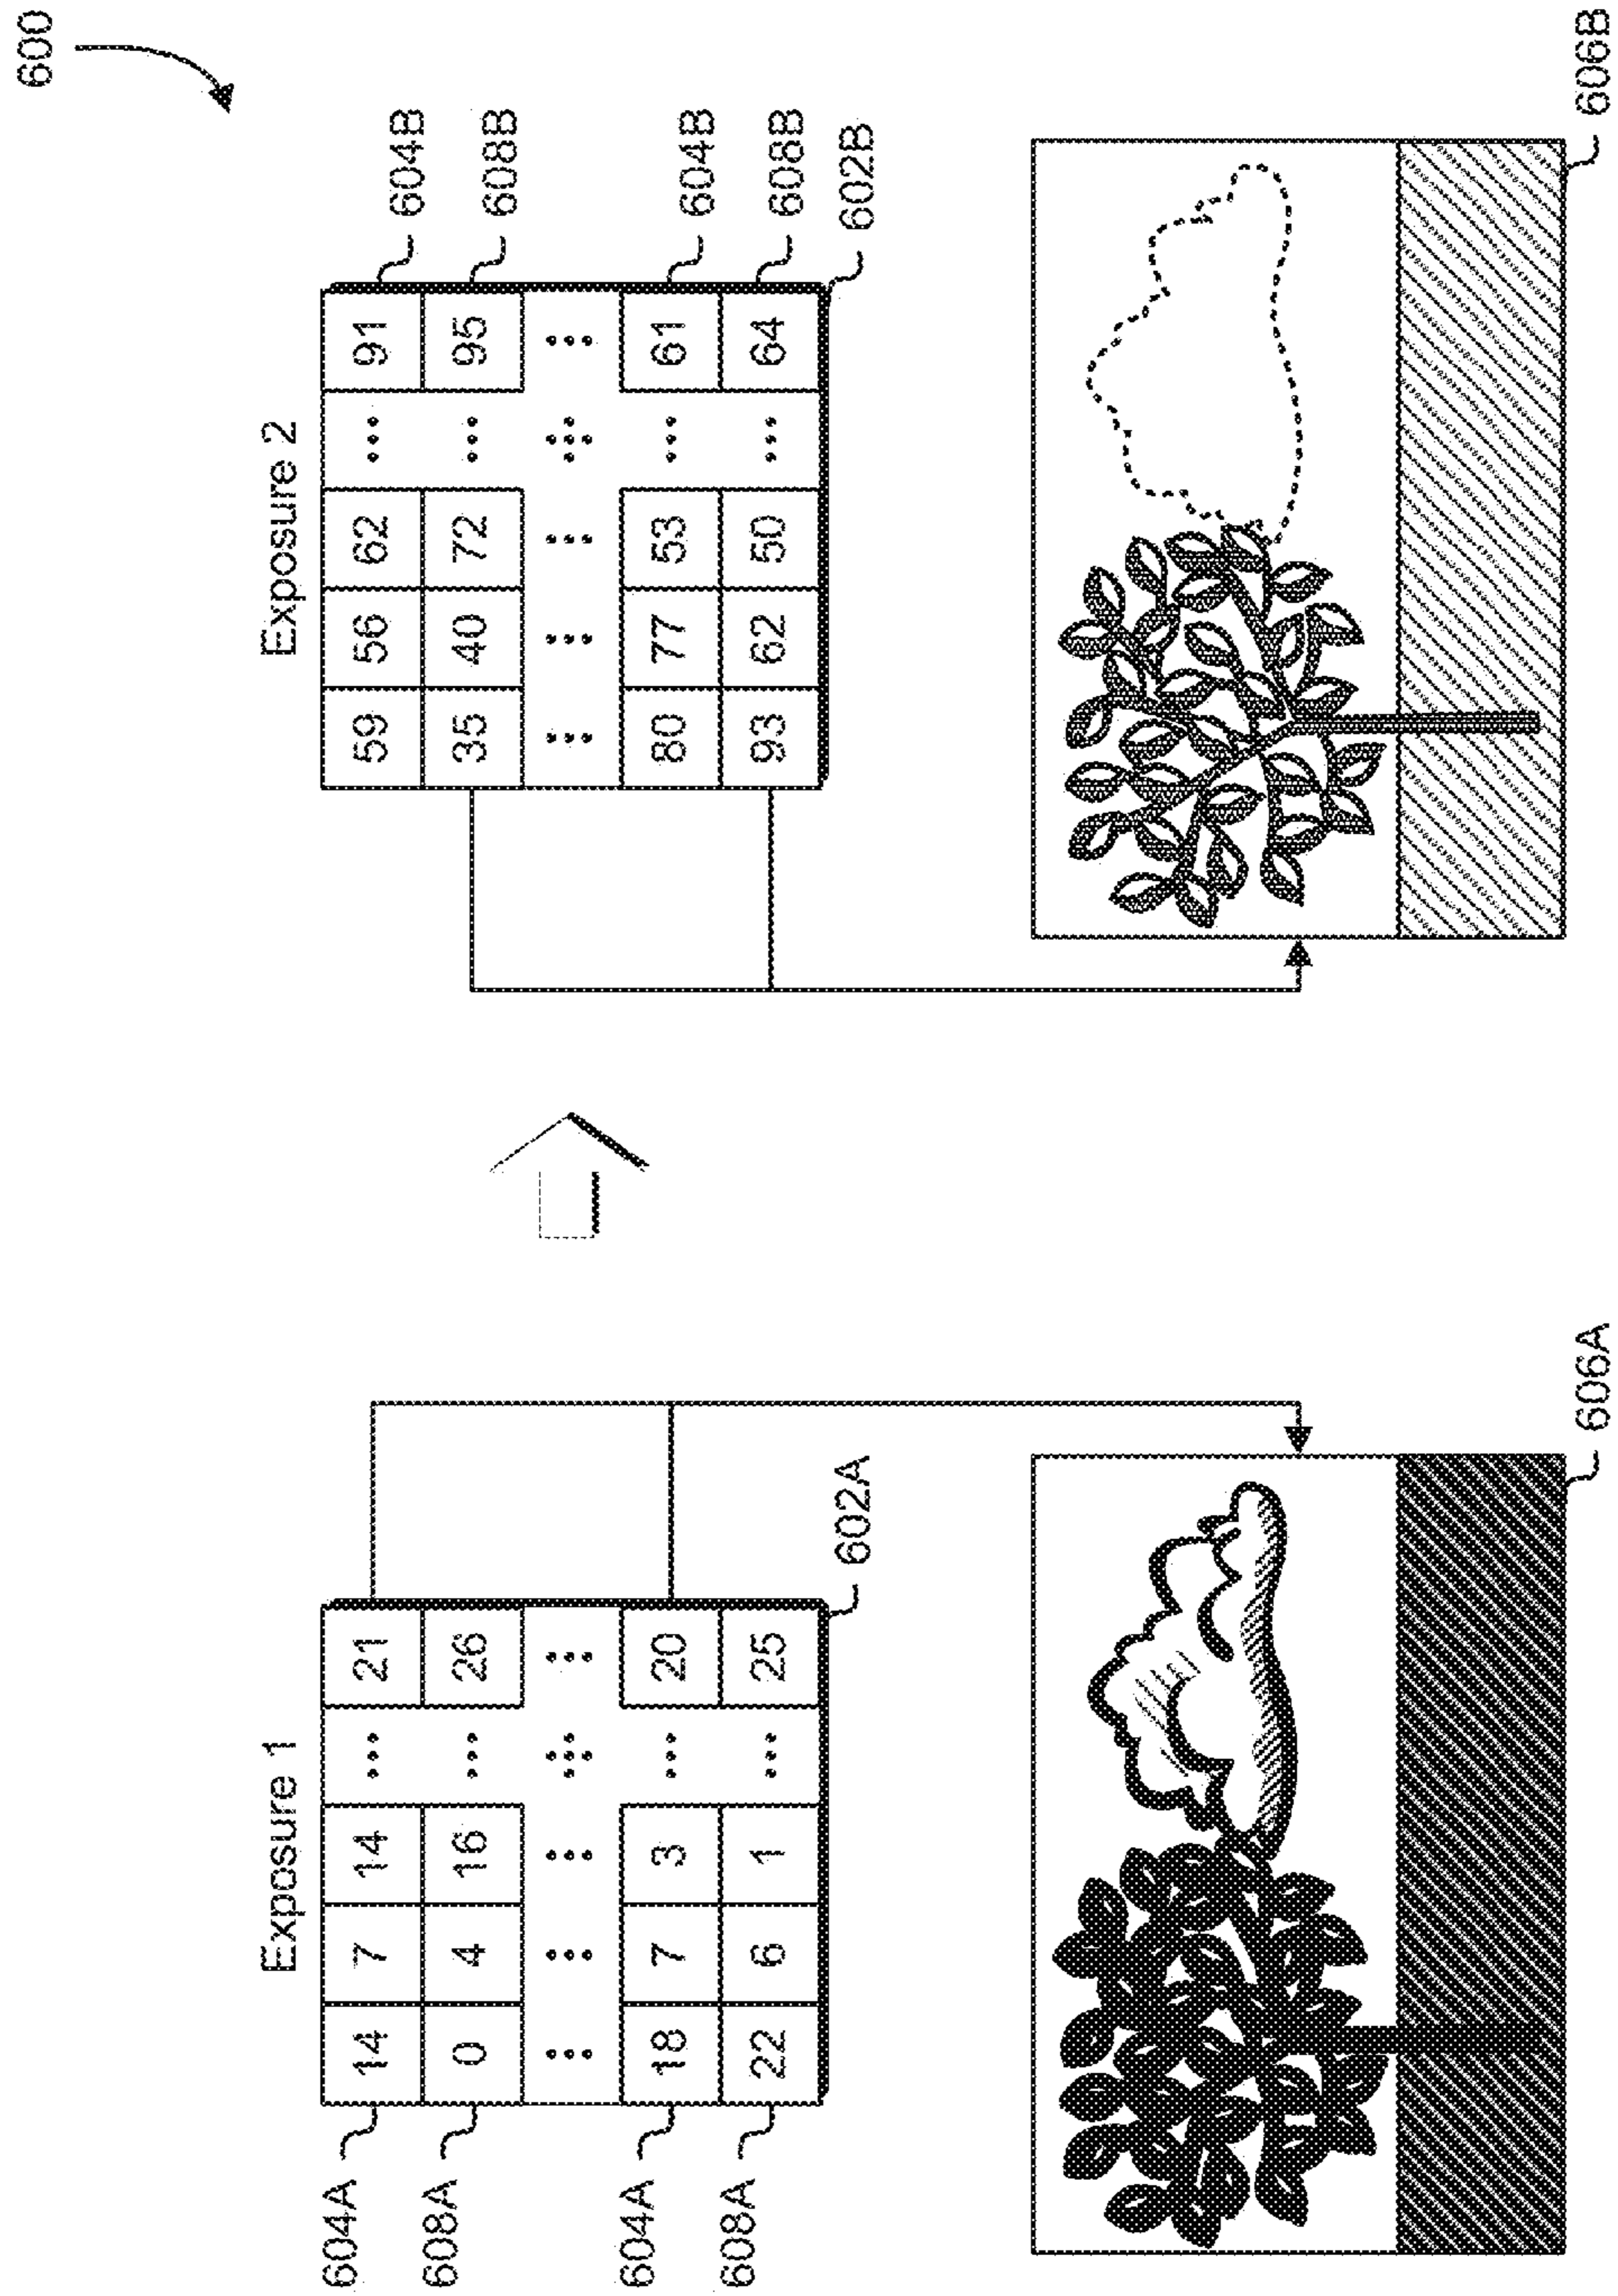 600
Exposure 1
604A 14 7 14 ... 21
608A 0 4 16 ... 26
604A 18 7 3 ... 20
608A 22 6 1 ... 25
602A
Exposure 2
59 56 62 ... 91 604B
35 40 72 ... 95 608B
80 77 53 ... 61 604B
93 62 50 ... 64 608B
602B
606A
606B